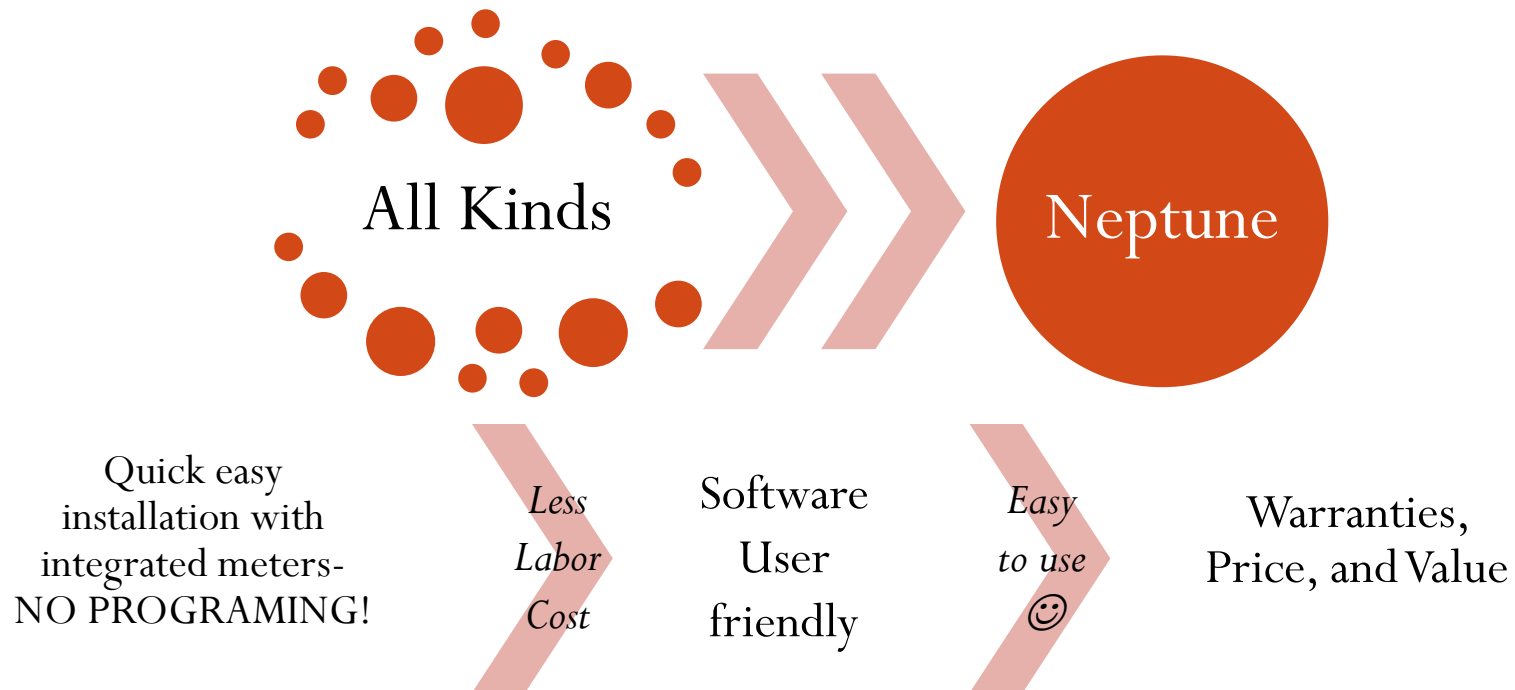 All Kinds
Neptune
Quick easy
installation with
integrated meters-
NO PROGRAMING!
Less
Labor
Cost
Software
User
friendly
Easy
to use
☺
Warranties,
Price, and Value